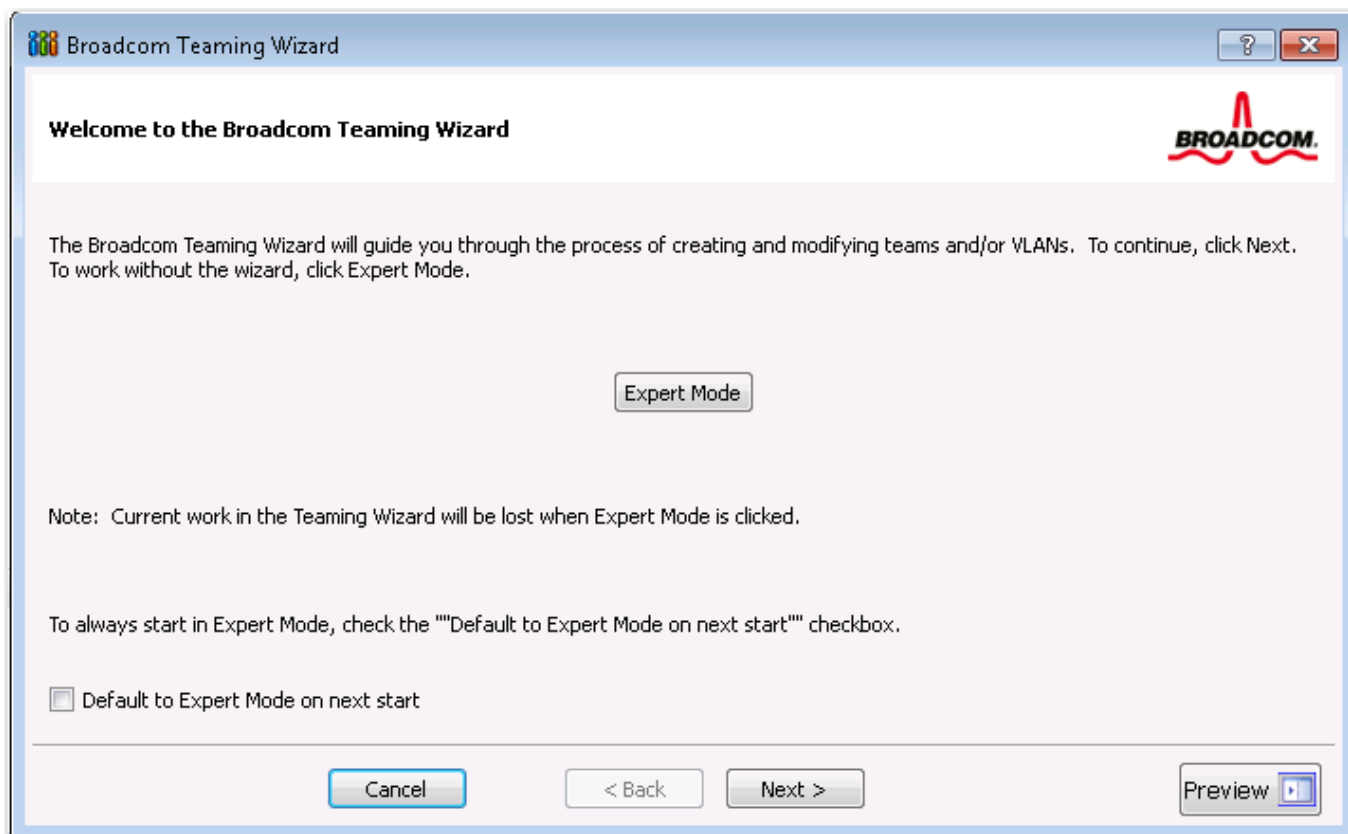 Broadcom Teaming Wizard
?
Welcome to the Broadcom Teaming Wizard
BROADCOM.
The Broadcom Teaming Wizard will guide you through the process of creating and modifying teams and/or VLANs.  To continue, click Next.
To work without the wizard, click Expert Mode.
Expert Mode
Note:  Current work in the Teaming Wizard will be lost when Expert Mode is clicked.
To always start in Expert Mode, check the ""Default to Expert Mode on next start"" checkbox.
Default to Expert Mode on next start
Cancel
< Back
Next >
Preview